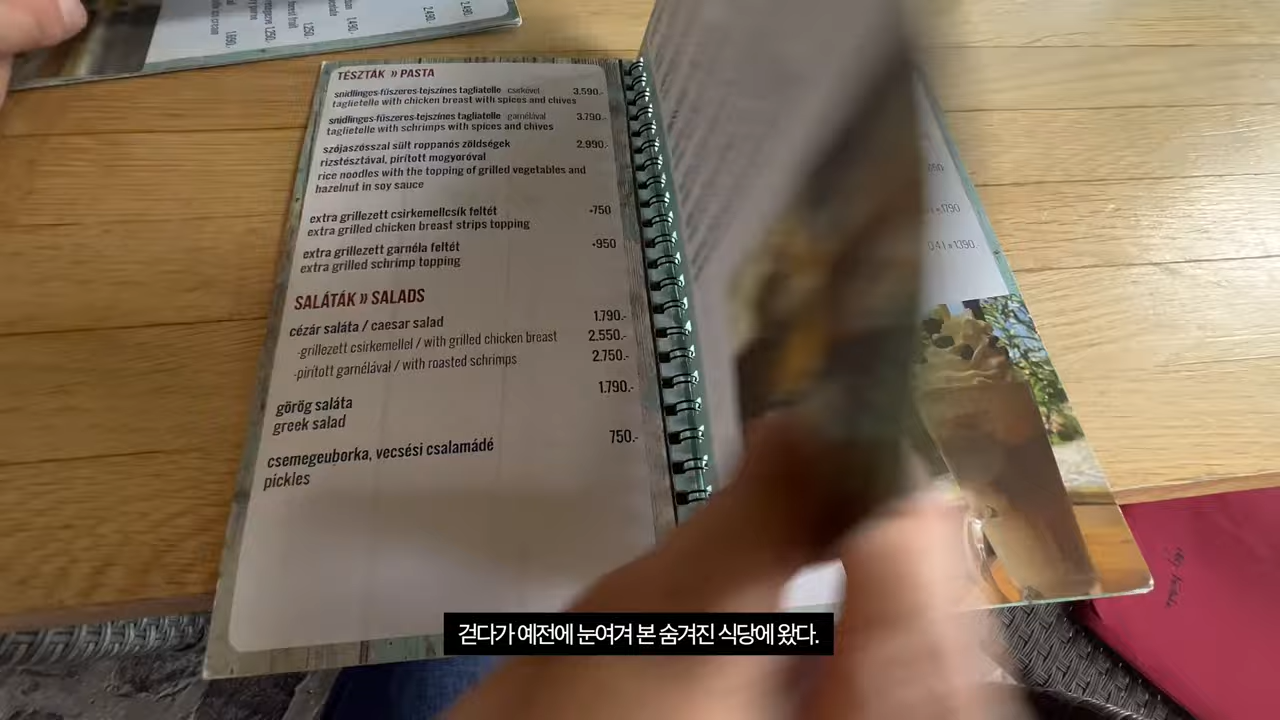 TÉSZTÁK » PASTA
snidlinges-fűszeres-tejszínes tagliatelle csirkével 3.590.-
taglietelle with chicken breast with spices and chives
snidlinges-fűszeres-tejszínes tagliatelle garnélával 3.790.-
taglietelle with schrimps with spices and chives
szójaszósszal sült roppanós zöldségek 2.990.-
rizstésztával, pirított mogyoróval
rice noodles with the topping of grilled vegetables and
hazelnut in soy sauce
extra grillezett csirkemellcsík feltét +750
extra grilled chicken breast strips topping
extra grillezett garnéla feltét +950
extra grilled schrimp topping
SALÁTÁK » SALADS
cézár saláta / caesar salad 1.790.-
-grillezett csirkemellel / with grilled chicken breast 2.550.-
-pirított garnélával / with roasted schrimps 2.750.-
görög saláta 1.790.-
greek salad
csemegeuborka, vecsési csalamádé 750.-
pickles
걷다가 예전에 눈여겨 본 숨겨진 식당에 왔다.